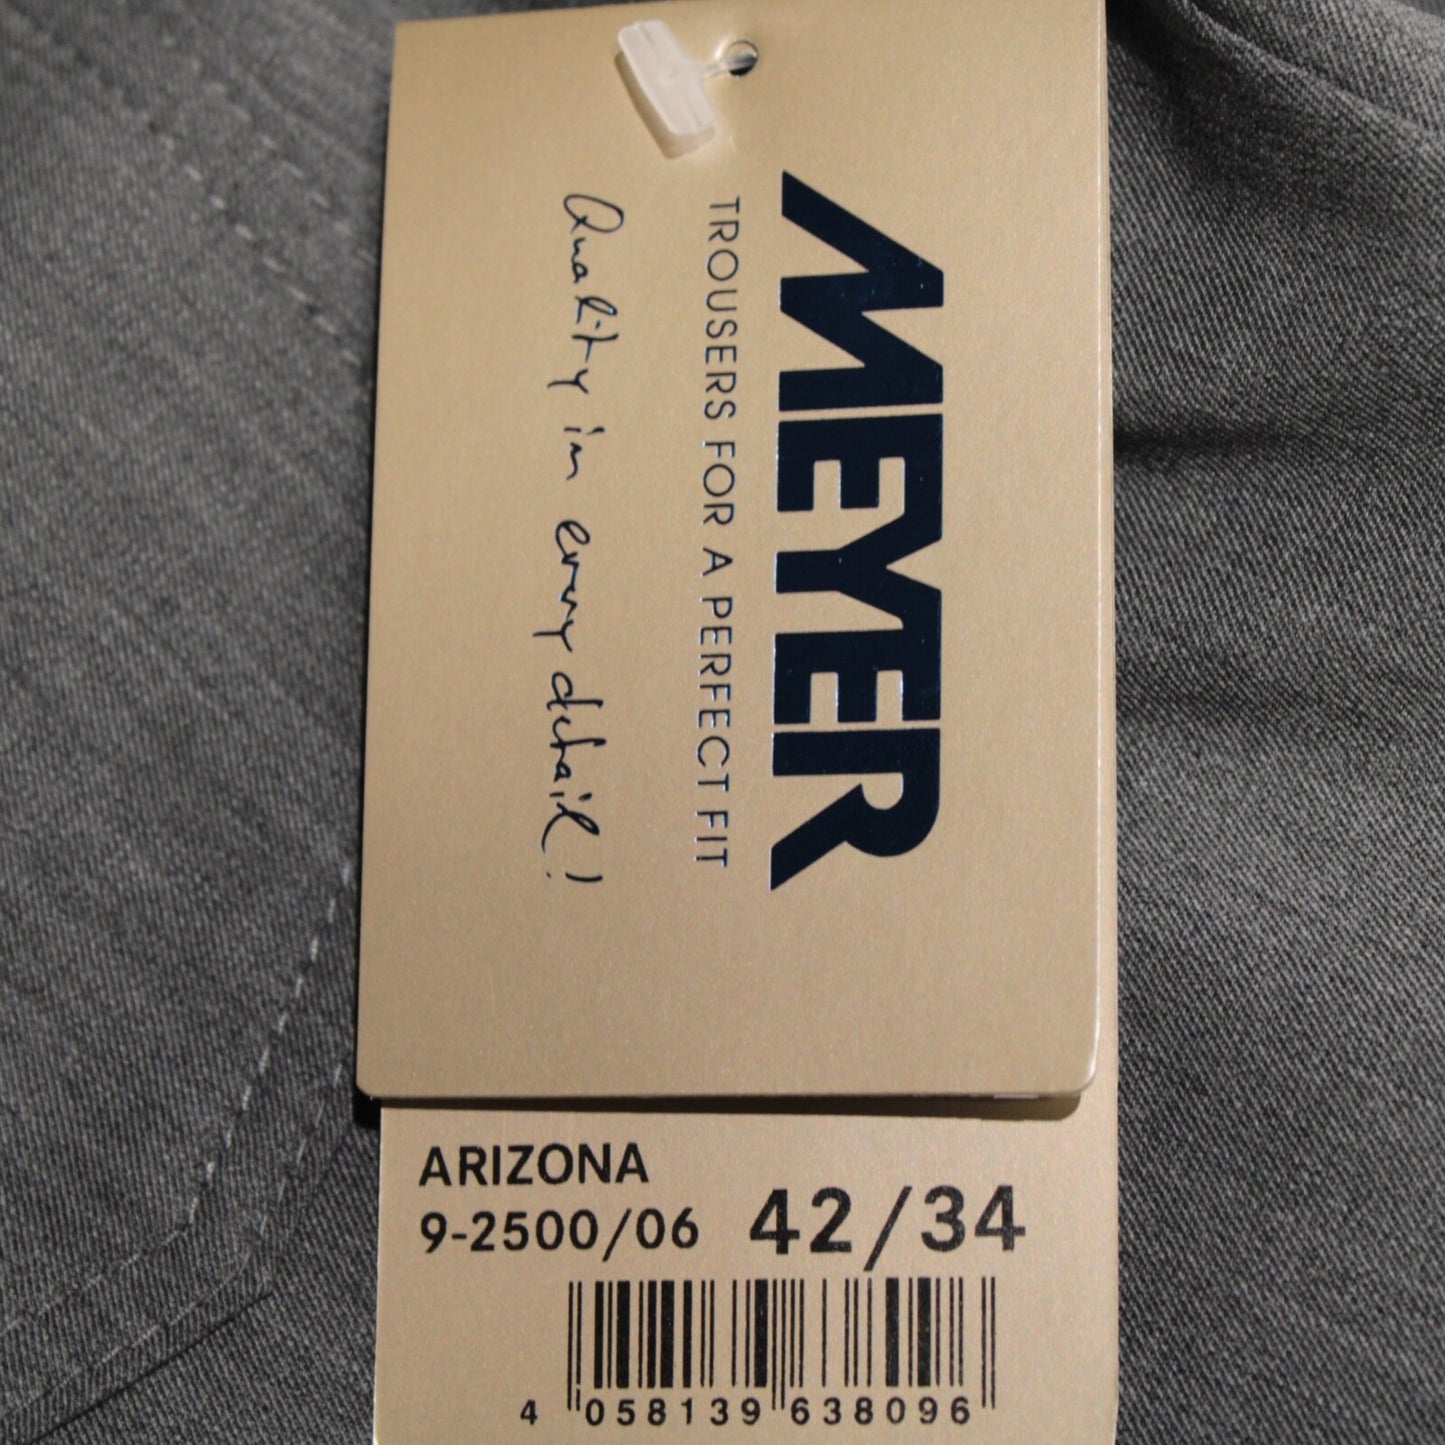 MEYER
TROUSERS FOR A PERFECT FIT
Quality in every detail!
ARIZONA
9-2500/06 42/34
4 058139 638096